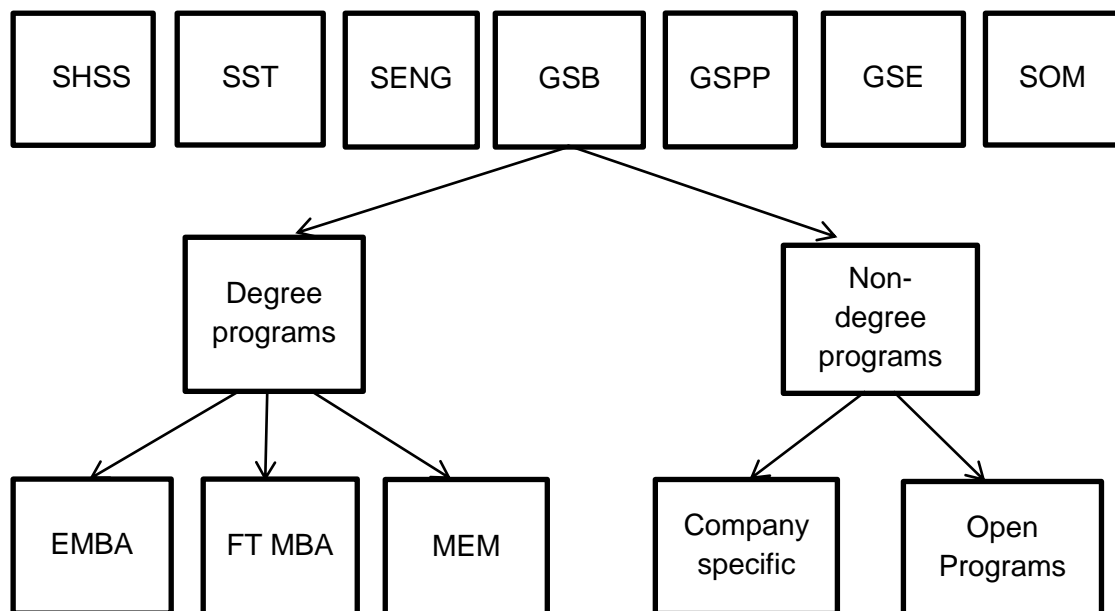 SHSS
SST
SENG
GSB
GSPP
GSE
SOM
Degree
programs
Non-
degree
programs
EMBA
FT MBA
MEM
Company
specific
Open
Programs